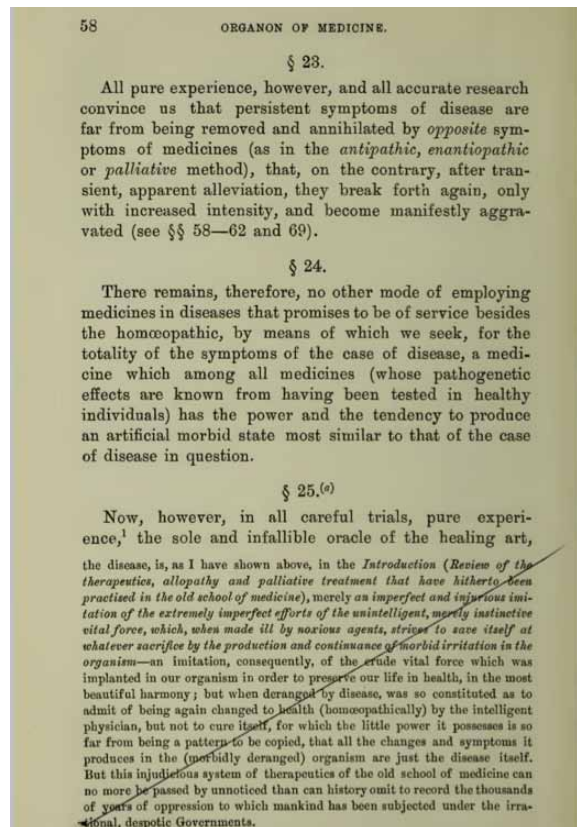 58
ORGANON OF MEDICINE.
§ 23.
All pure experience, however, and all accurate research
convince us that persistent symptoms of disease are
far from being removed and annihilated by opposite sym-
ptoms of medicines (as in the antipathic, enantiopathic
or palliative method), that, on the contrary, after tran-
sient, apparent alleviation, they break forth again, only
with increased intensity, and become manifestly aggra-
vated (see §§ 58—62 and 69).
§ 24.
There remains, therefore, no other mode of employing
medicines in diseases that promises to be of service besides
the homœopathic, by means of which we seek, for the
totality of the symptoms of the case of disease, a medi-
cine which among all medicines (whose pathogenetic
effects are known from having been tested in healthy
individuals) has the power and the tendency to produce
an artificial morbid state most similar to that of the case
of disease in question.
§ 25.(a)
Now, however, in all careful trials, pure experi-
ence,¹ the sole and infallible oracle of the healing art,
the disease, is, as I have shown above, in the Introduction (Review of the
therapeutics, allopathy and palliative treatment that have hitherto been
practised in the old school of medicine), merely an imperfect and injurious imi-
tation of the extremely imperfect efforts of the unintelligent, merely instinctive
vital force, which, when made ill by noxious agents, strives to save itself at
whatever sacrifice by the production and continuance of morbid irritation in the
organism—an imitation, consequently, of the crude vital force which was
implanted in our organism in order to preserve our life in health, in the most
beautiful harmony; but when deranged by disease, was so constituted as to
admit of being again changed to health (homœopathically) by the intelligent
physician, but not to cure itself, for which the little power it possesses is so
far from being a pattern to be copied, that all the changes and symptoms it
produces in the (morbidly deranged) organism are just the disease itself.
But this injudicious system of therapeutics of the old school of medicine can
no more be passed by unnoticed than can history omit to record the thousands
of years of oppression to which mankind has been subjected under the irra-
tional, despotic Governments.